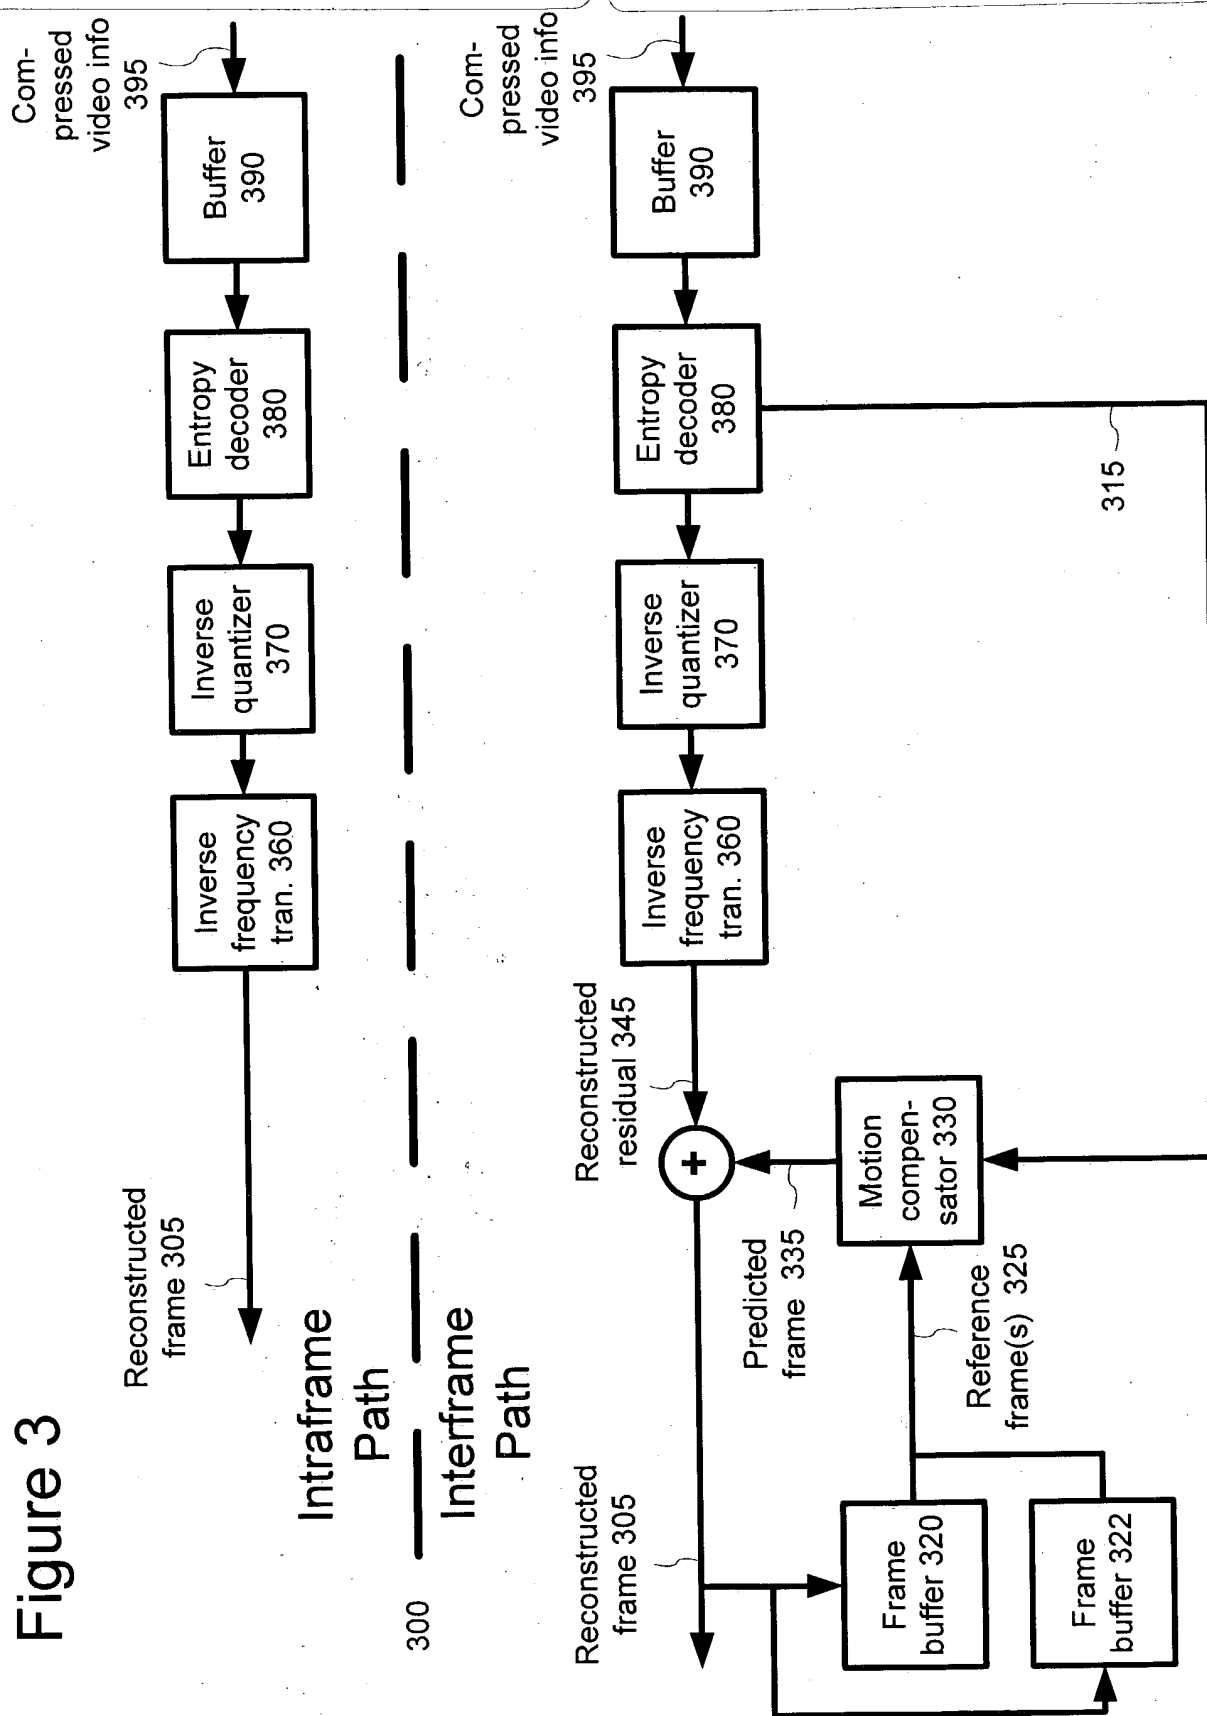 Figure 3
Reconstructed
frame 305
Inverse
frequency
tran. 360
Inverse
quantizer
370
Entropy
decoder
380
Buffer
390
Com-
pressed
video info
395
Intraframe
Path
300
Interframe
Path
Reconstructed
frame 305
Reconstructed
residual 345
+
Inverse
frequency
tran. 360
Inverse
quantizer
370
Entropy
decoder
380
Buffer
390
Com-
pressed
video info
395
Predicted
frame 335
Motion
compen-
sator 330
Reference
frame(s) 325
Frame
buffer 320
Frame
buffer 322
315